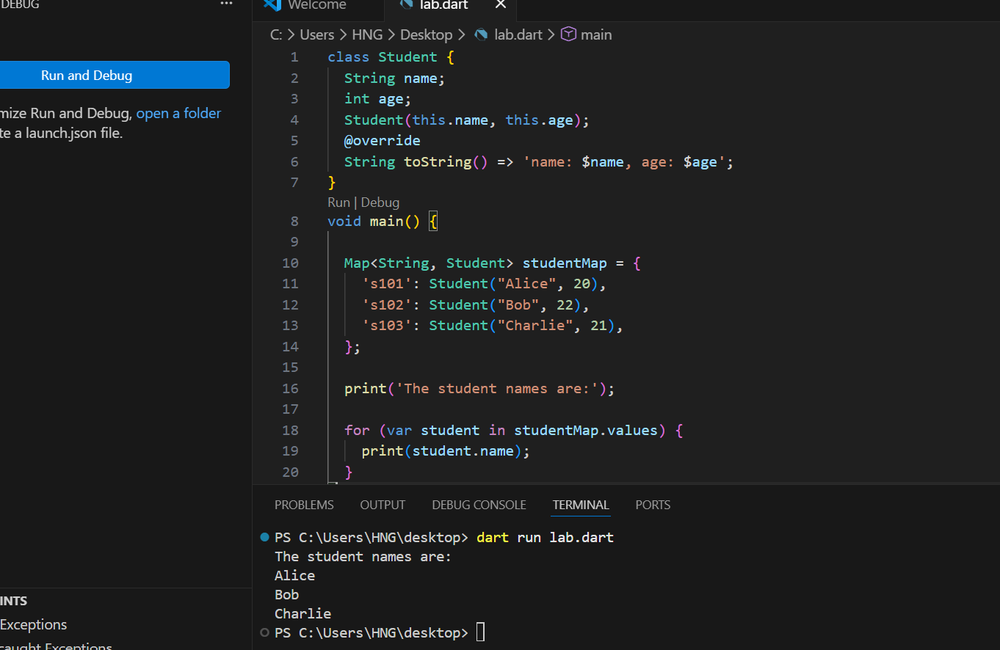 DEBUG
Run and Debug
mize Run and Debug, open a folder
te a launch.json file.
INTS
Exceptions
caught Exceptions
Welcome
lab.dart
C: > Users > HNG > Desktop > lab.dart > main
1 class Student {
2 String name;
3 int age;
4 Student(this.name, this.age);
5 @override
6 String toString() => 'name: $name, age: $age';
7 }
Run | Debug
8 void main() {
9
10 Map<String, Student> studentMap = {
11 's101': Student("Alice", 20),
12 's102': Student("Bob", 22),
13 's103': Student("Charlie", 21),
14 };
15
16 print('The student names are:');
17
18 for (var student in studentMap.values) {
19 print(student.name);
20 }
PROBLEMS OUTPUT DEBUG CONSOLE TERMINAL PORTS
PS C:\Users\HNG\desktop> dart run lab.dart
The student names are:
Alice
Bob
Charlie
PS C:\Users\HNG\desktop>